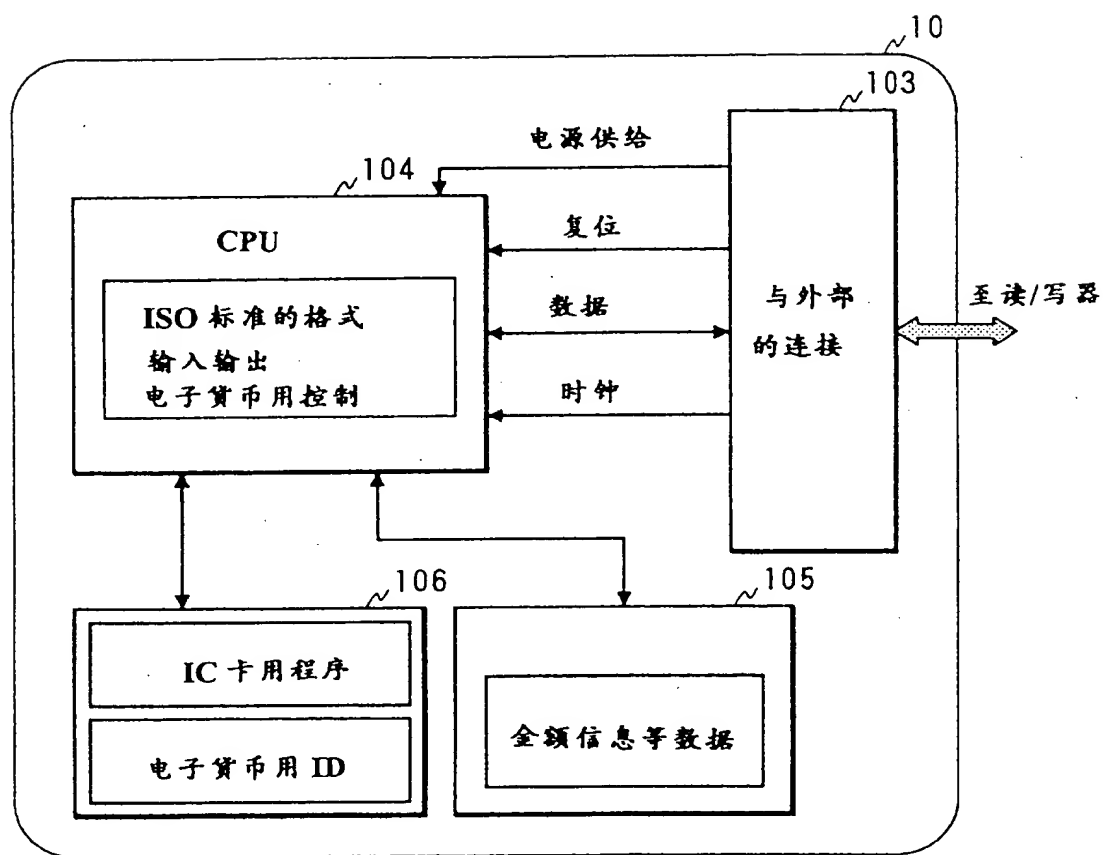 10
103
电源供给
104
CPU
复位
ISO 标准的格式
输入输出
电子货币用控制
数据
与外部
的连接
至读/写器
时钟
106
105
IC 卡用程序
电子货币用 ID
金额信息等数据